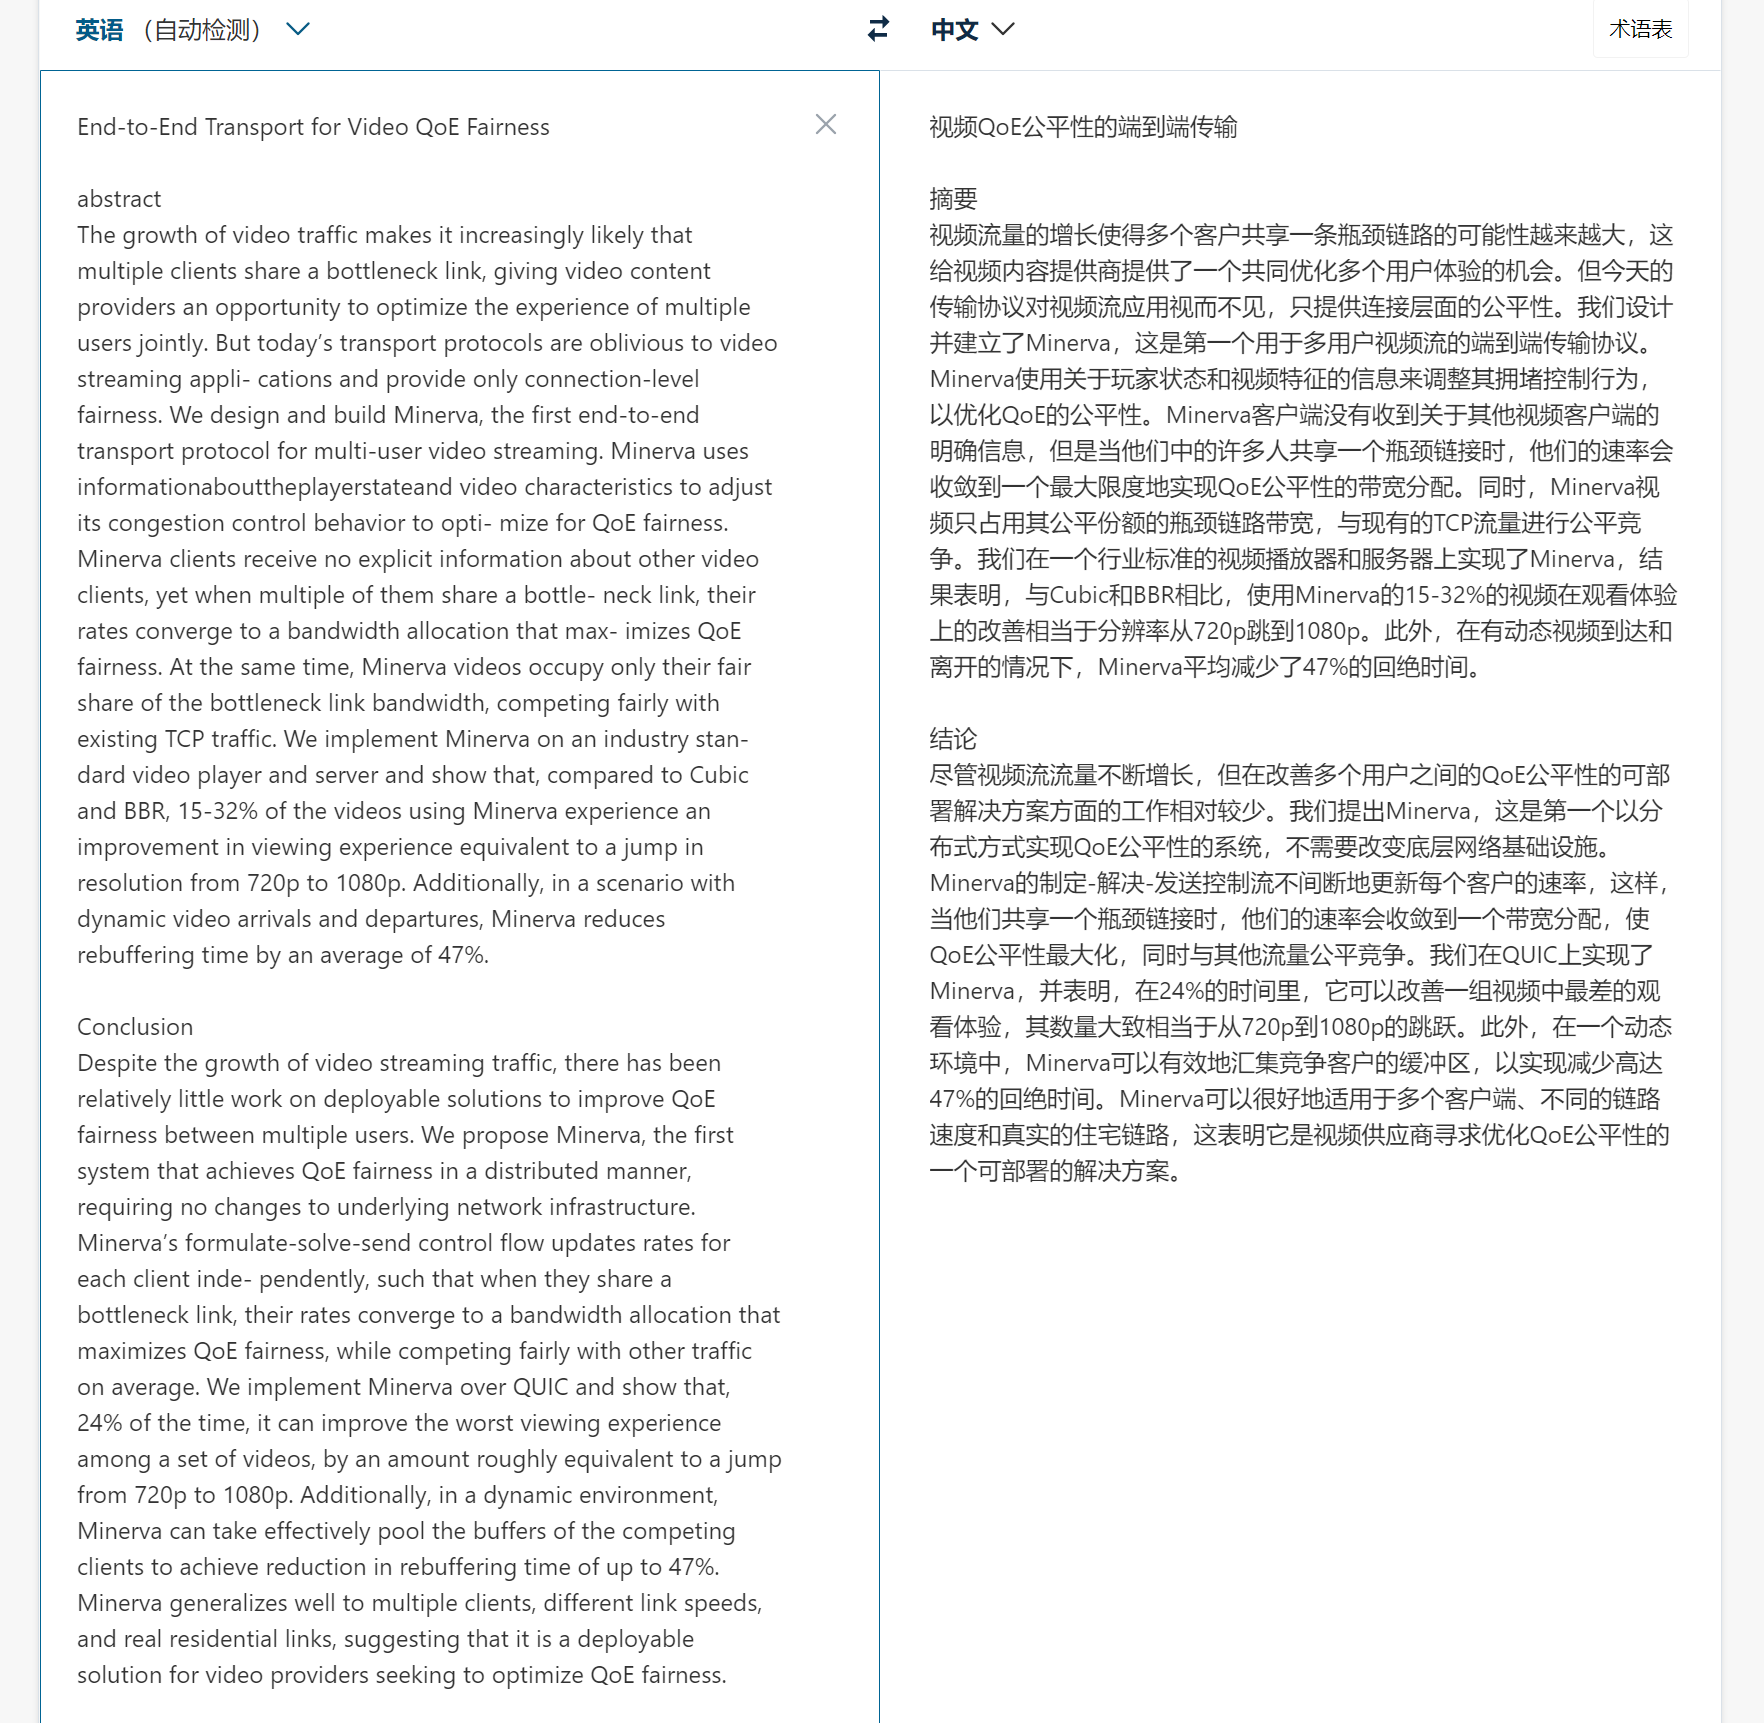 英语 （自动检测）
中文
术语表
End-to-End Transport for Video QoE Fairness
abstract
The growth of video traffic makes it increasingly likely that
multiple clients share a bottleneck link, giving video content
providers an opportunity to optimize the experience of multiple
users jointly. But today’s transport protocols are oblivious to video
streaming appli- cations and provide only connection-level
fairness. We design and build Minerva, the first end-to-end
transport protocol for multi-user video streaming. Minerva uses
informationabouttheplayerstateand video characteristics to adjust
its congestion control behavior to opti- mize for QoE fairness.
Minerva clients receive no explicit information about other video
clients, yet when multiple of them share a bottle- neck link, their
rates converge to a bandwidth allocation that max- imizes QoE
fairness. At the same time, Minerva videos occupy only their fair
share of the bottleneck link bandwidth, competing fairly with
existing TCP traffic. We implement Minerva on an industry stan-
dard video player and server and show that, compared to Cubic
and BBR, 15-32% of the videos using Minerva experience an
improvement in viewing experience equivalent to a jump in
resolution from 720p to 1080p. Additionally, in a scenario with
dynamic video arrivals and departures, Minerva reduces
rebuffering time by an average of 47%.
Conclusion
Despite the growth of video streaming traffic, there has been
relatively little work on deployable solutions to improve QoE
fairness between multiple users. We propose Minerva, the first
system that achieves QoE fairness in a distributed manner,
requiring no changes to underlying network infrastructure.
Minerva’s formulate-solve-send control flow updates rates for
each client inde- pendently, such that when they share a
bottleneck link, their rates converge to a bandwidth allocation that
maximizes QoE fairness, while competing fairly with other traffic
on average. We implement Minerva over QUIC and show that,
24% of the time, it can improve the worst viewing experience
among a set of videos, by an amount roughly equivalent to a jump
from 720p to 1080p. Additionally, in a dynamic environment,
Minerva can take effectively pool the buffers of the competing
clients to achieve reduction in rebuffering time of up to 47%.
Minerva generalizes well to multiple clients, different link speeds,
and real residential links, suggesting that it is a deployable
solution for video providers seeking to optimize QoE fairness.
视频QoE公平性的端到端传输
摘要
视频流量的增长使得多个客户共享一条瓶颈链路的可能性越来越大，这
给视频内容提供商提供了一个共同优化多个用户体验的机会。但今天的
传输协议对视频流应用视而不见，只提供连接层面的公平性。我们设计
并建立了Minerva，这是第一个用于多用户视频流的端到端传输协议。
Minerva使用关于玩家状态和视频特征的信息来调整其拥堵控制行为，
以优化QoE的公平性。Minerva客户端没有收到关于其他视频客户端的
明确信息，但是当他们中的许多人共享一个瓶颈链接时，他们的速率会
收敛到一个最大限度地实现QoE公平性的带宽分配。同时，Minerva视
频只占用其公平份额的瓶颈链路带宽，与现有的TCP流量进行公平竞
争。我们在一个行业标准的视频播放器和服务器上实现了Minerva，结
果表明，与Cubic和BBR相比，使用Minerva的15-32%的视频在观看体验
上的改善相当于分辨率从720p跳到1080p。此外，在有动态视频到达和
离开的情况下，Minerva平均减少了47%的回绝时间。
结论
尽管视频流流量不断增长，但在改善多个用户之间的QoE公平性的可部
署解决方案方面的工作相对较少。我们提出Minerva，这是第一个以分
布式方式实现QoE公平性的系统，不需要改变底层网络基础设施。
Minerva的制定-解决-发送控制流不间断地更新每个客户的速率，这样，
当他们共享一个瓶颈链接时，他们的速率会收敛到一个带宽分配，使
QoE公平性最大化，同时与其他流量公平竞争。我们在QUIC上实现了
Minerva，并表明，在24%的时间里，它可以改善一组视频中最差的观
看体验，其数量大致相当于从720p到1080p的跳跃。此外，在一个动态
环境中，Minerva可以有效地汇集竞争客户的缓冲区，以实现减少高达
47%的回绝时间。Minerva可以很好地适用于多个客户端、不同的链路
速度和真实的住宅链路，这表明它是视频供应商寻求优化QoE公平性的
一个可部署的解决方案。